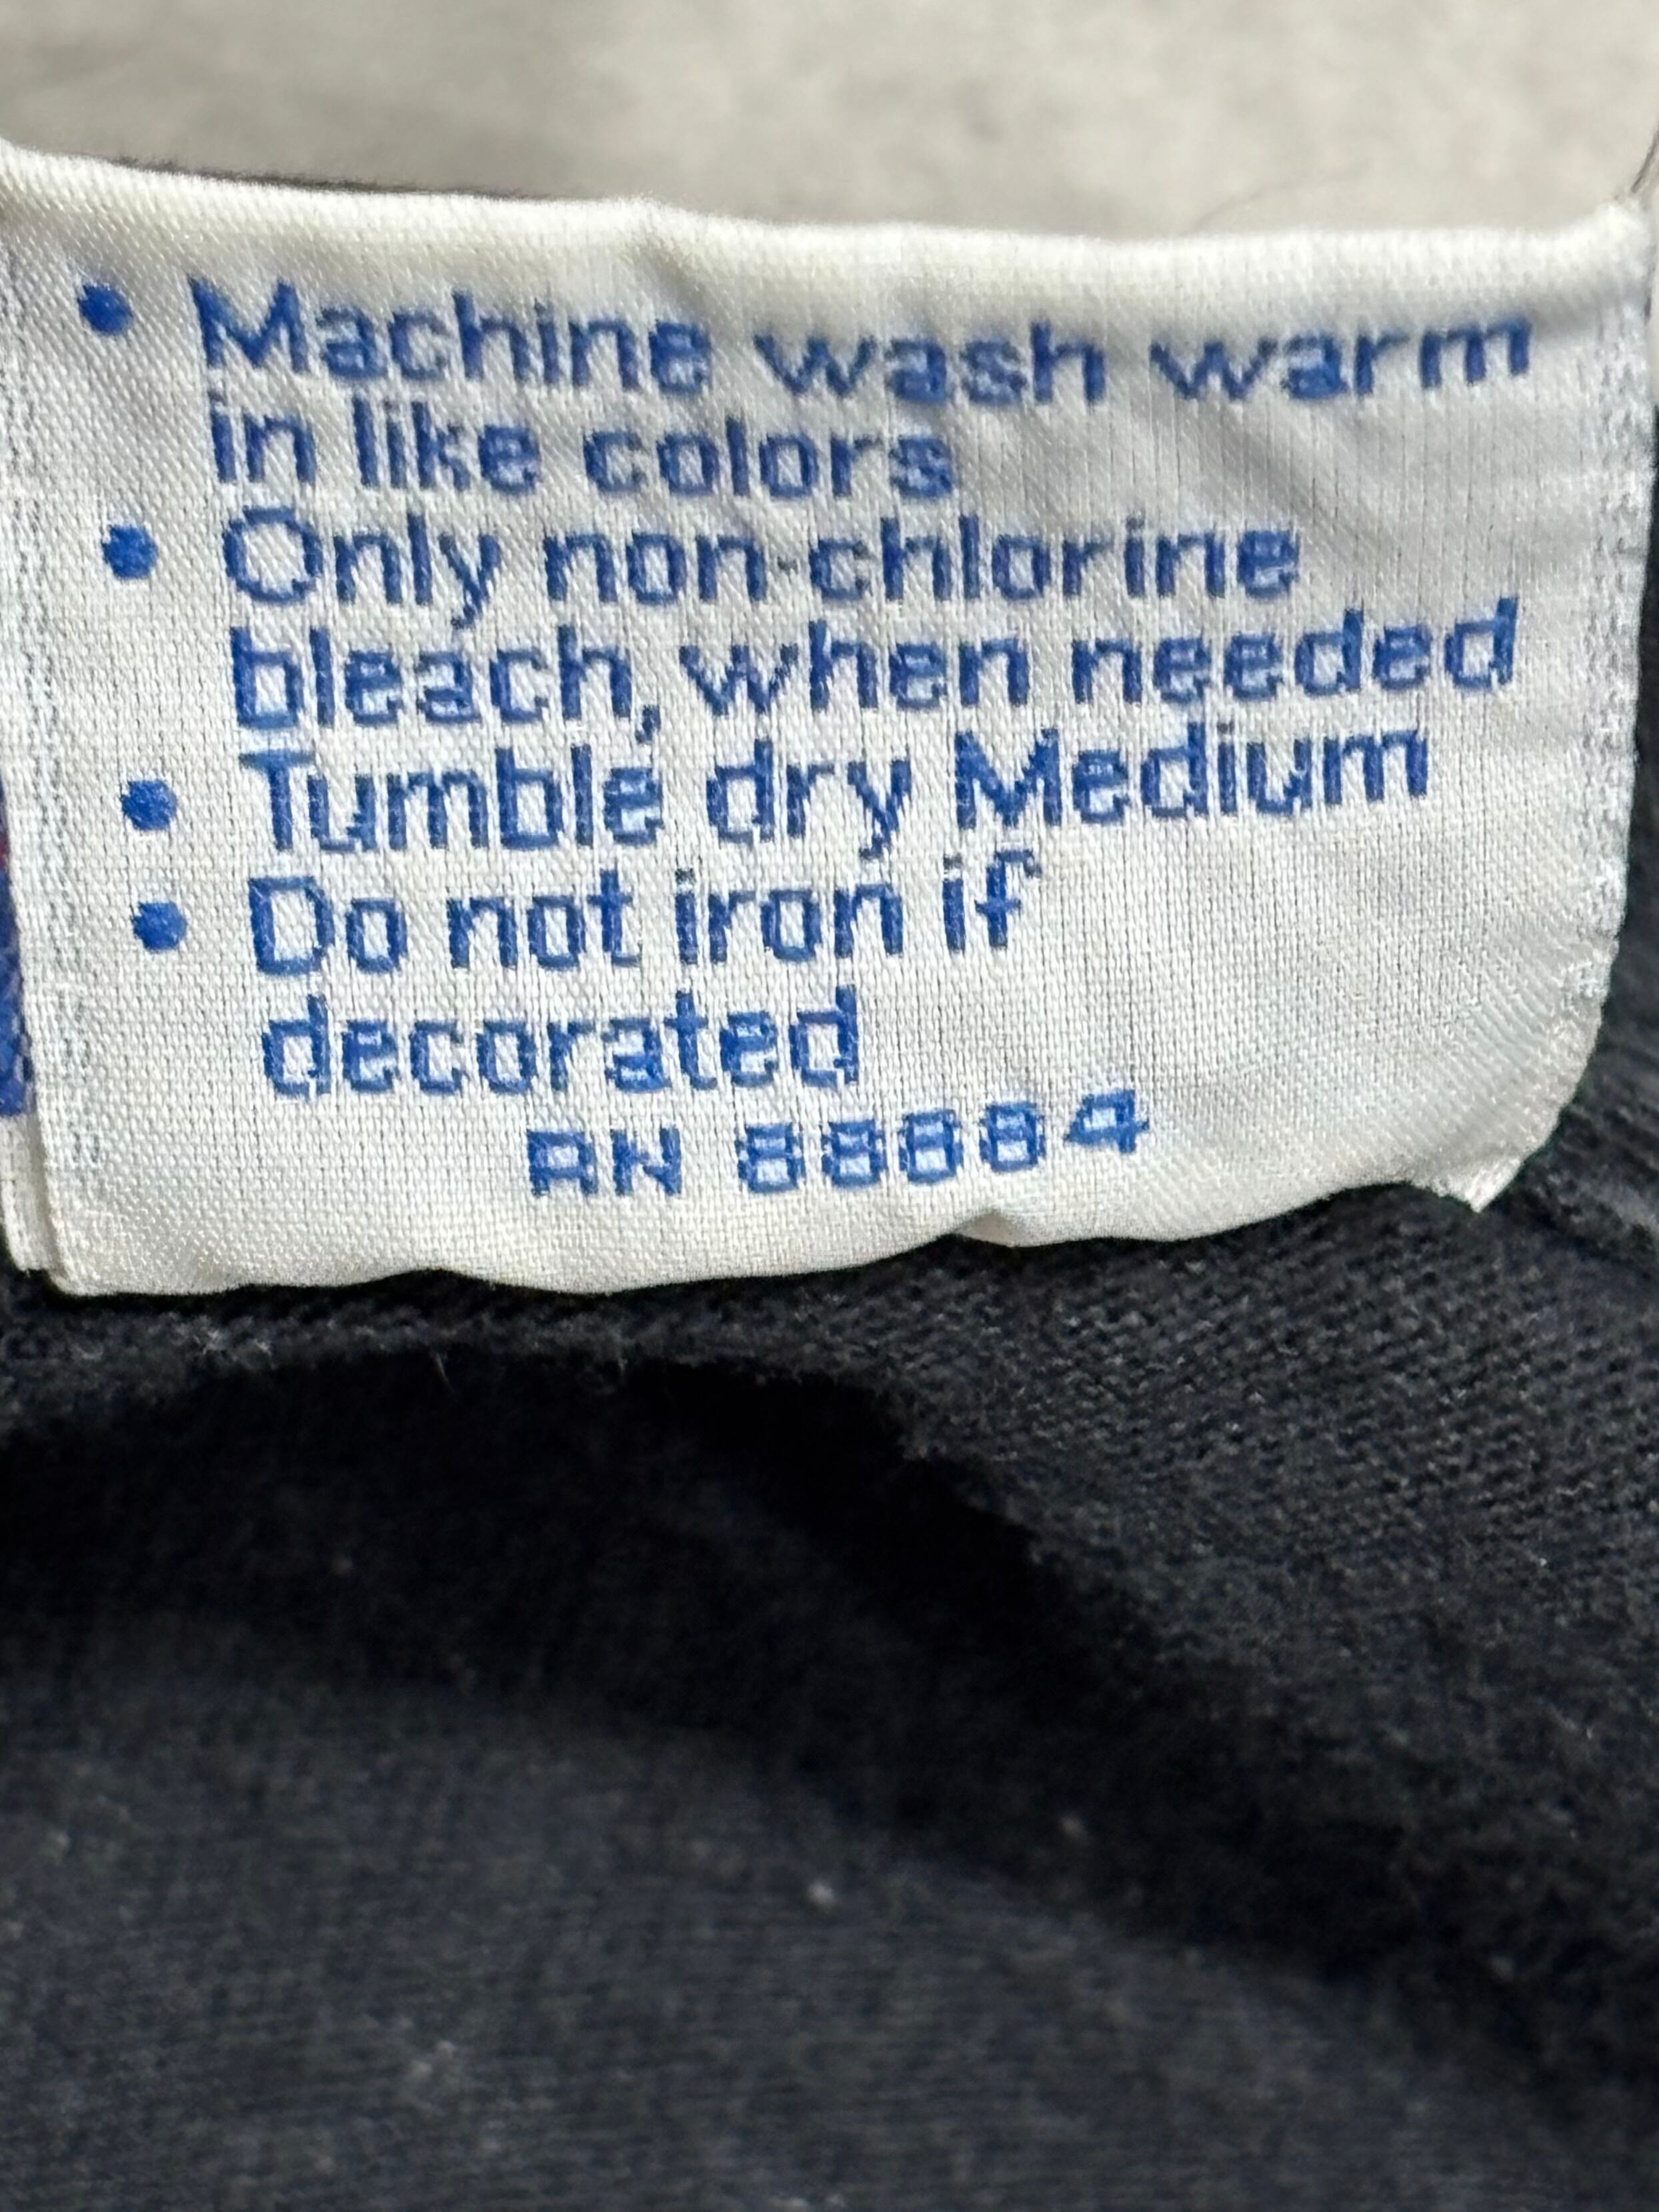 • Machine wash warm
in like colors
• Only non-chlorine
bleach, when needed
• Tumble dry Medium
• Do not iron if
decorated
RN 88884